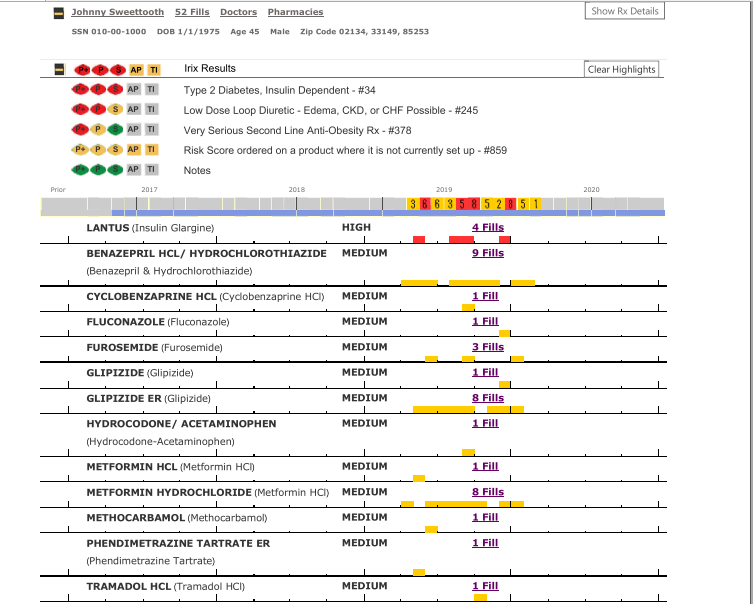 Johnny Sweettooth 52 Fills Doctors Pharmacies
Show Rx Details
SSN 010-00-1000 DOB 1/1/1975 Age 45 Male Zip Code 02134, 33149, 85253
P+ P S AP TI Irix Results
Clear Highlights
P+ P S AP TI Type 2 Diabetes, Insulin Dependent - #34
P+ P S AP TI Low Dose Loop Diuretic - Edema, CKD, or CHF Possible - #245
P+ P S AP TI Very Serious Second Line Anti-Obesity Rx - #378
P+ P S AP TI Risk Score ordered on a product where it is not currently set up - #859
P+ P S AP TI Notes
Prior 2017 2018 2019 2020
3 6 6 3 5 8 5 2 8 5 1
LANTUS (Insulin Glargine) HIGH 4 Fills
BENAZEPRIL HCL/ HYDROCHLOROTHIAZIDE MEDIUM 9 Fills
(Benazepril & Hydrochlorothiazide)
CYCLOBENZAPRINE HCL (Cyclobenzaprine HCl) MEDIUM 1 Fill
FLUCONAZOLE (Fluconazole) MEDIUM 1 Fill
FUROSEMIDE (Furosemide) MEDIUM 3 Fills
GLIPIZIDE (Glipizide) MEDIUM 1 Fill
GLIPIZIDE ER (Glipizide) MEDIUM 8 Fills
HYDROCODONE/ ACETAMINOPHEN MEDIUM 1 Fill
(Hydrocodone-Acetaminophen)
METFORMIN HCL (Metformin HCl) MEDIUM 1 Fill
METFORMIN HYDROCHLORIDE (Metformin HCl) MEDIUM 8 Fills
METHOCARBAMOL (Methocarbamol) MEDIUM 1 Fill
PHENDIMETRAZINE TARTRATE ER MEDIUM 1 Fill
(Phendimetrazine Tartrate)
TRAMADOL HCL (Tramadol HCl) MEDIUM 1 Fill